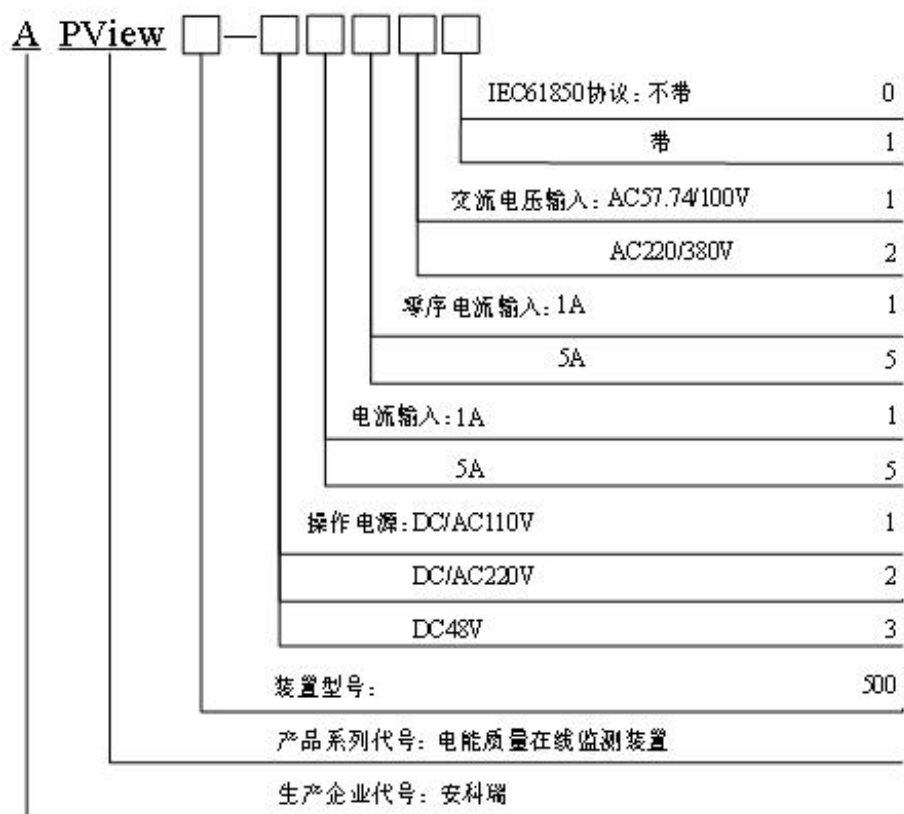 A PView —
IEC61850协议：不带 0
带 1
交流电压输入：AC57.74/100V 1
AC220/380V 2
零序电流输入：1A 1
5A 5
电流输入：1A 1
5A 5
操作电源：DC/AC110V 1
DC/AC220V 2
DC48V 3
装置型号： 500
产品系列代号：电能质量在线监测装置
生产企业代号：安科瑞